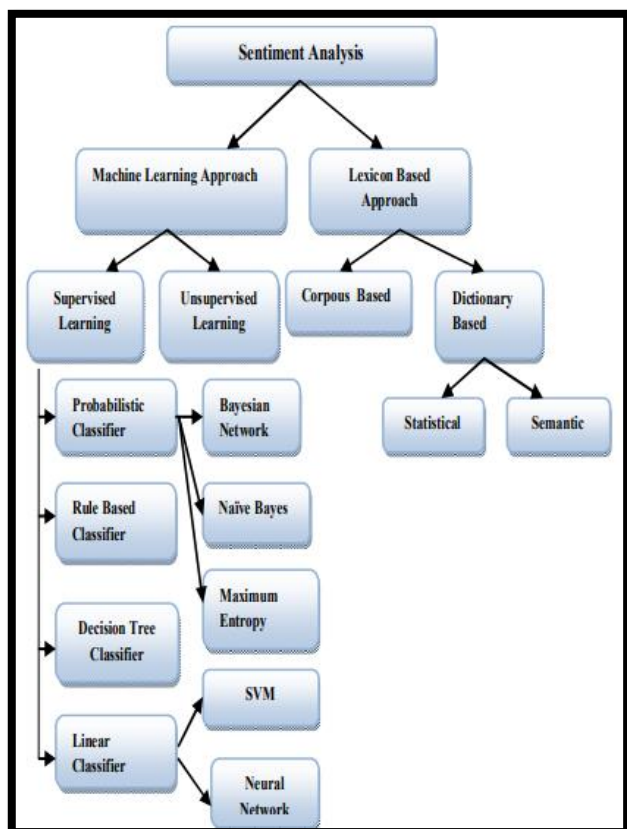 Sentiment Analysis
Machine Learning Approach
Lexicon Based
Approach
Supervised
Learning
Unsupervised
Learning
Corpous Based
Dictionary
Based
Statistical
Semantic
Probabilistic
Classifier
Bayesian
Network
Rule Based
Classifier
Naïve Bayes
Maximum
Entropy
Decision Tree
Classifier
SVM
Linear
Classifier
Neural
Network